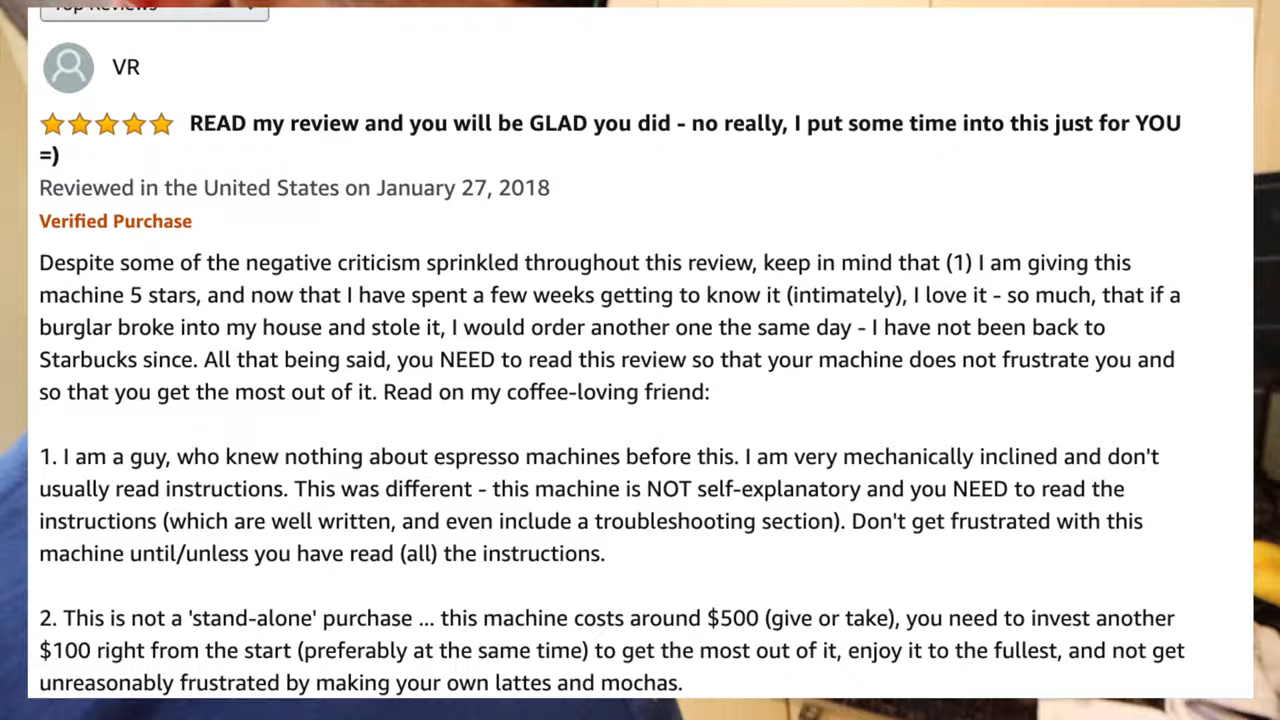 Top Reviews
VR
READ my review and you will be GLAD you did - no really, I put some time into this just for YOU
=)
Reviewed in the United States on January 27, 2018
Verified Purchase
Despite some of the negative criticism sprinkled throughout this review, keep in mind that (1) I am giving this
machine 5 stars, and now that I have spent a few weeks getting to know it (intimately), I love it - so much, that if a
burglar broke into my house and stole it, I would order another one the same day - I have not been back to
Starbucks since. All that being said, you NEED to read this review so that your machine does not frustrate you and
so that you get the most out of it. Read on my coffee-loving friend:
1. I am a guy, who knew nothing about espresso machines before this. I am very mechanically inclined and don't
usually read instructions. This was different - this machine is NOT self-explanatory and you NEED to read the
instructions (which are well written, and even include a troubleshooting section). Don't get frustrated with this
machine until/unless you have read (all) the instructions.
2. This is not a 'stand-alone' purchase ... this machine costs around $500 (give or take), you need to invest another
$100 right from the start (preferably at the same time) to get the most out of it, enjoy it to the fullest, and not get
unreasonably frustrated by making your own lattes and mochas.